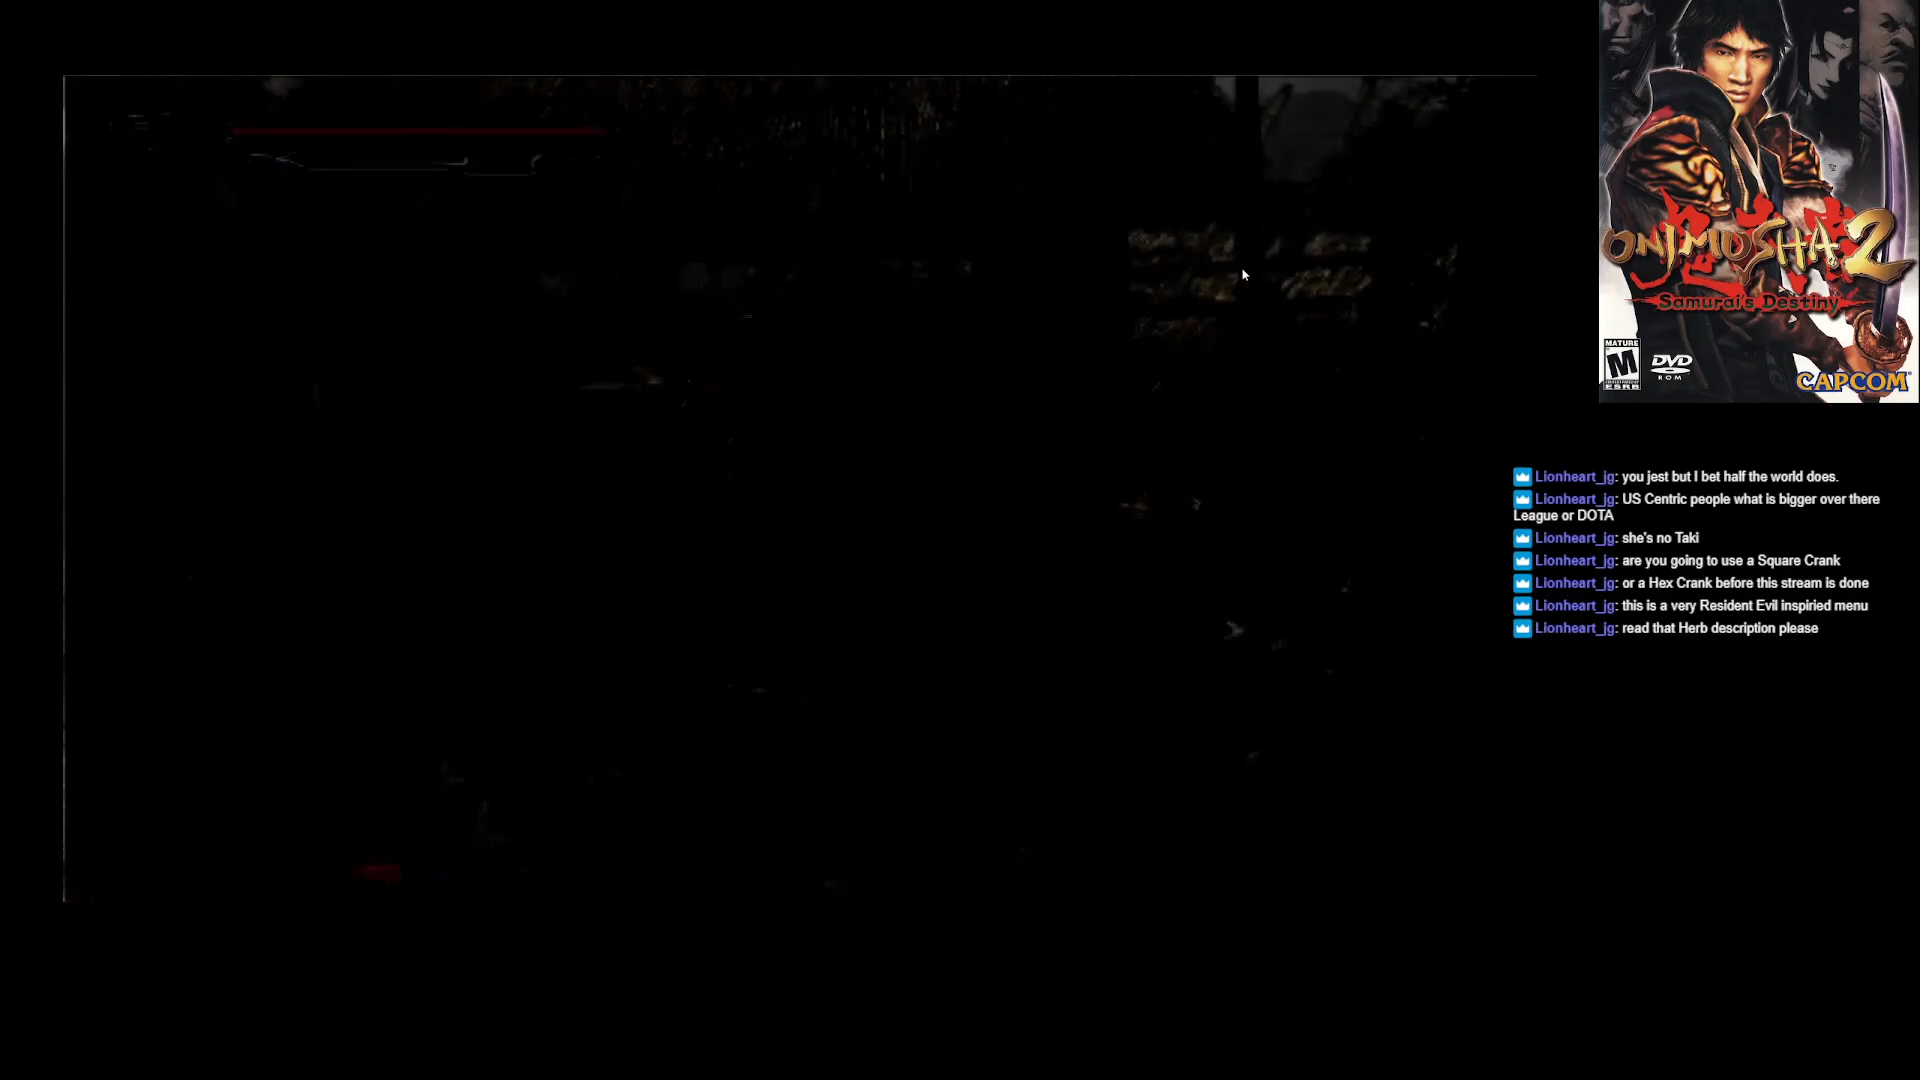 ONIMUSHA 2
Samurai's Destiny
MATURE
M
ESRB
DVD
ROM
CAPCOM
Lionheart_jg: you jest but I bet half the world does.
Lionheart_jg: US Centric people what is bigger over there
League or DOTA
Lionheart_jg: she's no Taki
Lionheart_jg: are you going to use a Square Crank
Lionheart_jg: or a Hex Crank before this stream is done
Lionheart_jg: this is a very Resident Evil inspiried menu
Lionheart_jg: read that Herb description please